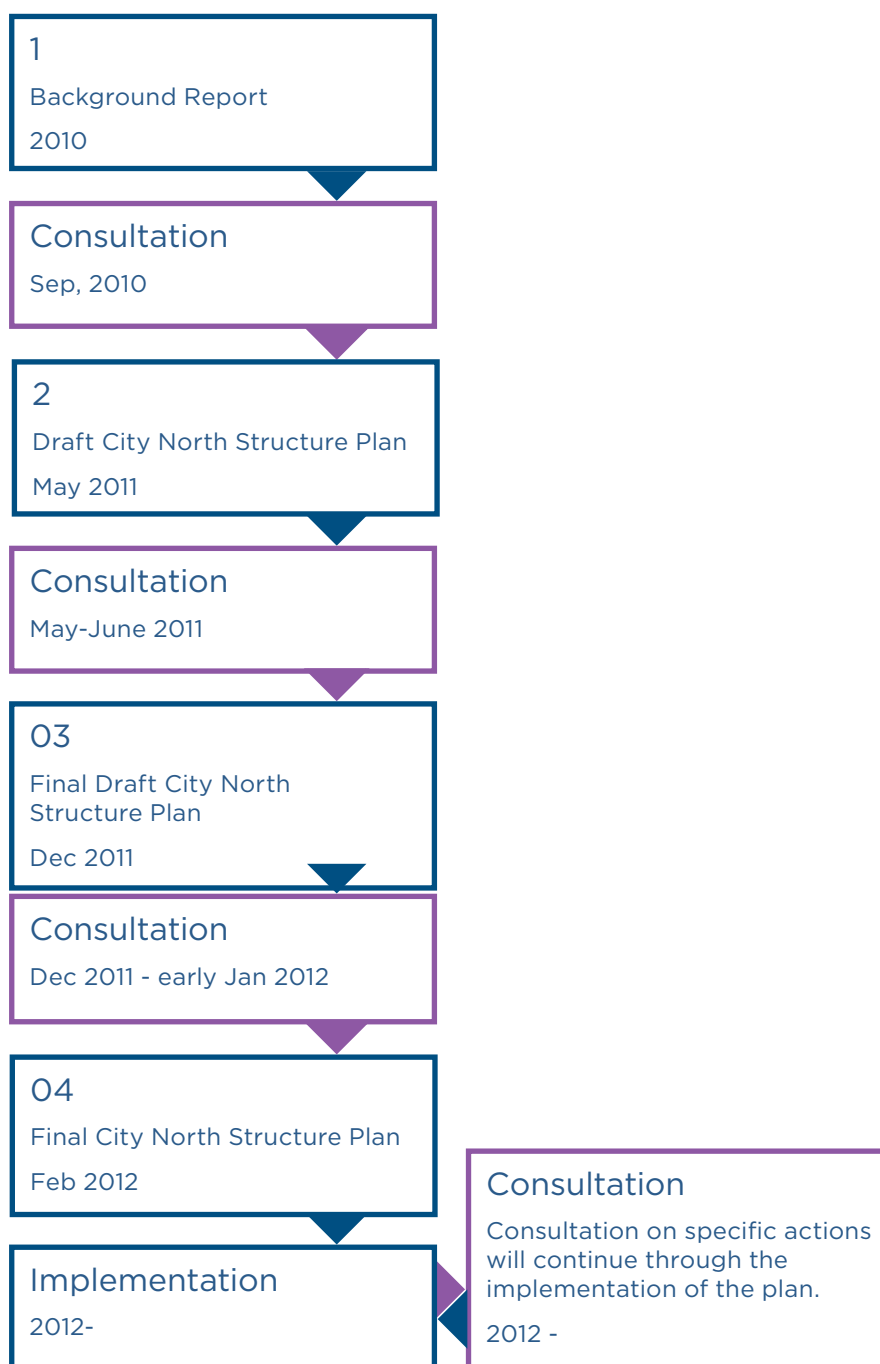 1
Background Report
2010
Consultation
Sep, 2010
2
Draft City North Structure Plan
May 2011
Consultation
May-June 2011
03
Final Draft City North
Structure Plan
Dec 2011
Consultation
Dec 2011 - early Jan 2012
04
Final City North Structure Plan
Feb 2012
Implementation
2012-
Consultation
Consultation on specific actions
will continue through the
implementation of the plan.
2012 -